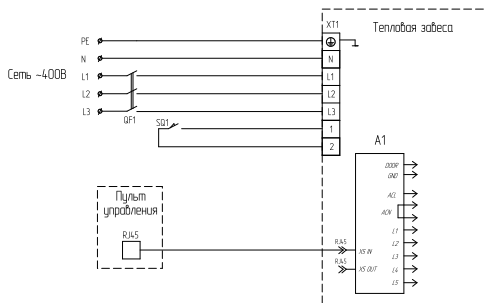 XT1
Тепловая завеса
PE
N
N
Сеть ~400В
L1
L1
L2
L2
L3
L3
QF1
SQ1
1
2
A1
Пульт
управления
RJ45
DOOR
GND
ACL
ACN
L1
L2
L3
L4
L5
RJ45
XS IN
RJ45
XS OUT